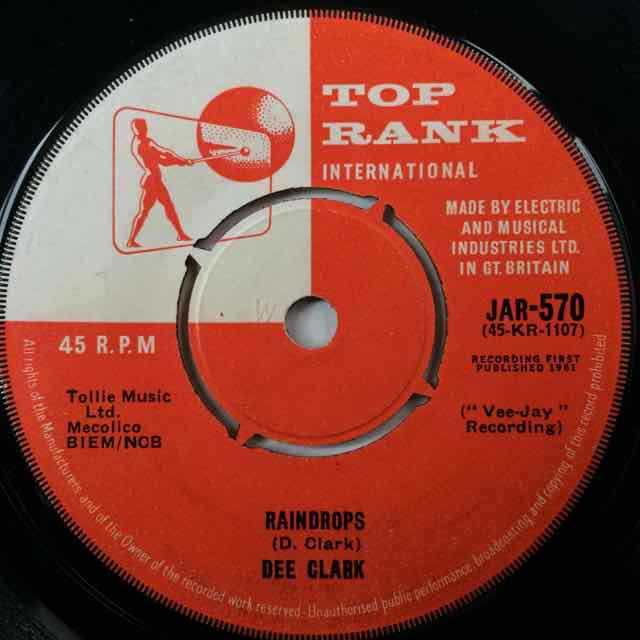 TOP
RANK
INTERNATIONAL
MADE BY ELECTRIC
AND MUSICAL
INDUSTRIES LTD.
IN GT. BRITAIN
JAR-570
(45-KR-1107)
45 R.P.M
RECORDING FIRST
PUBLISHED 1961
Tollie Music
Ltd.
Mecolico
BIEM/NCB
("Vee-Jay"
Recording)
W
RAINDROPS
(D. Clark)
DEE CLARK
All rights of the Manufacturers and of the Owner of the recorded work reserved-Unauthorised public performance, broadcasting and copying of this record prohibited